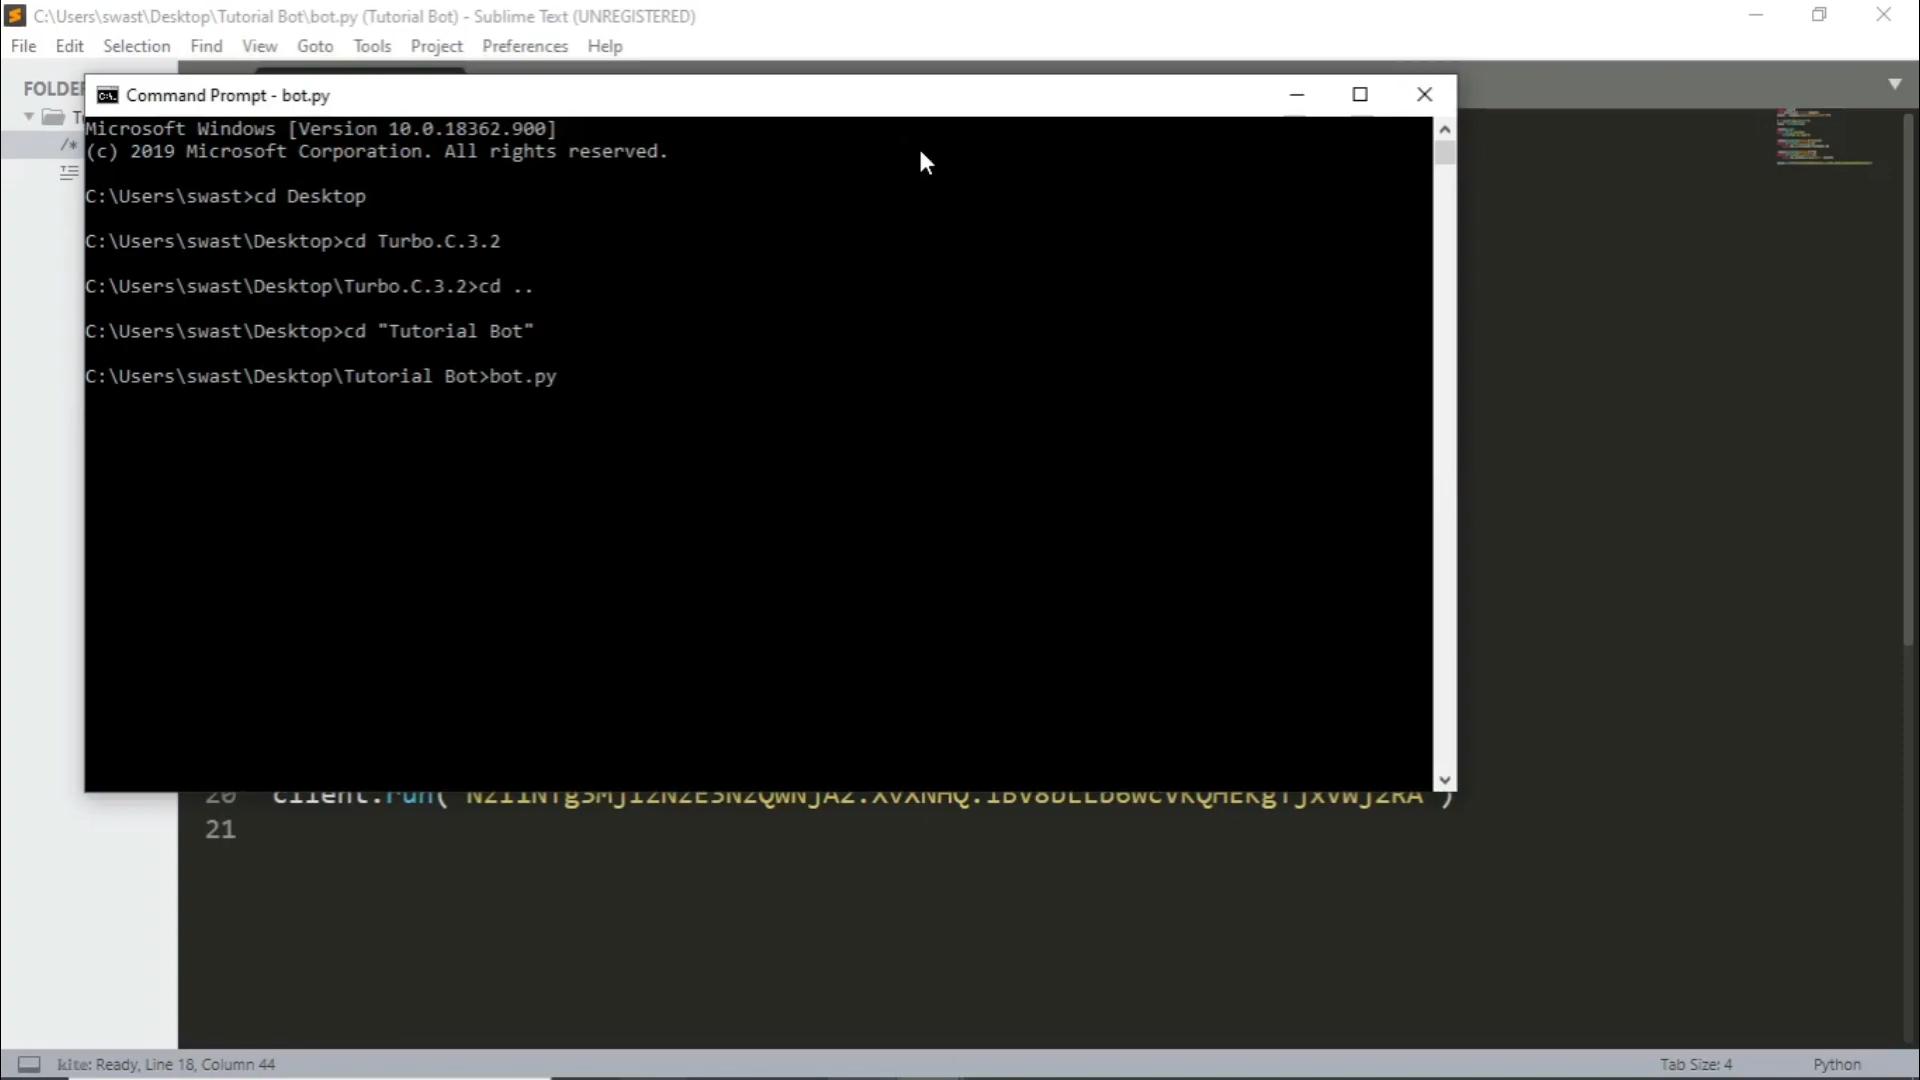 C:\Users\swast\Desktop\Tutorial Bot\bot.py (Tutorial Bot) - Sublime Text (UNREGISTERED)
File Edit Selection Find View Goto Tools Project Preferences Help
Command Prompt - bot.py
Microsoft Windows [Version 10.0.18362.900]
(c) 2019 Microsoft Corporation. All rights reserved.
C:\Users\swast>cd Desktop
C:\Users\swast\Desktop>cd Turbo.C.3.2
C:\Users\swast\Desktop\Turbo.C.3.2>cd ..
C:\Users\swast\Desktop>cd "Tutorial Bot"
C:\Users\swast\Desktop\Tutorial Bot>bot.py
/*
20 client.run(
21
kite: Ready, Line 18, Column 44
Tab Size: 4
Python